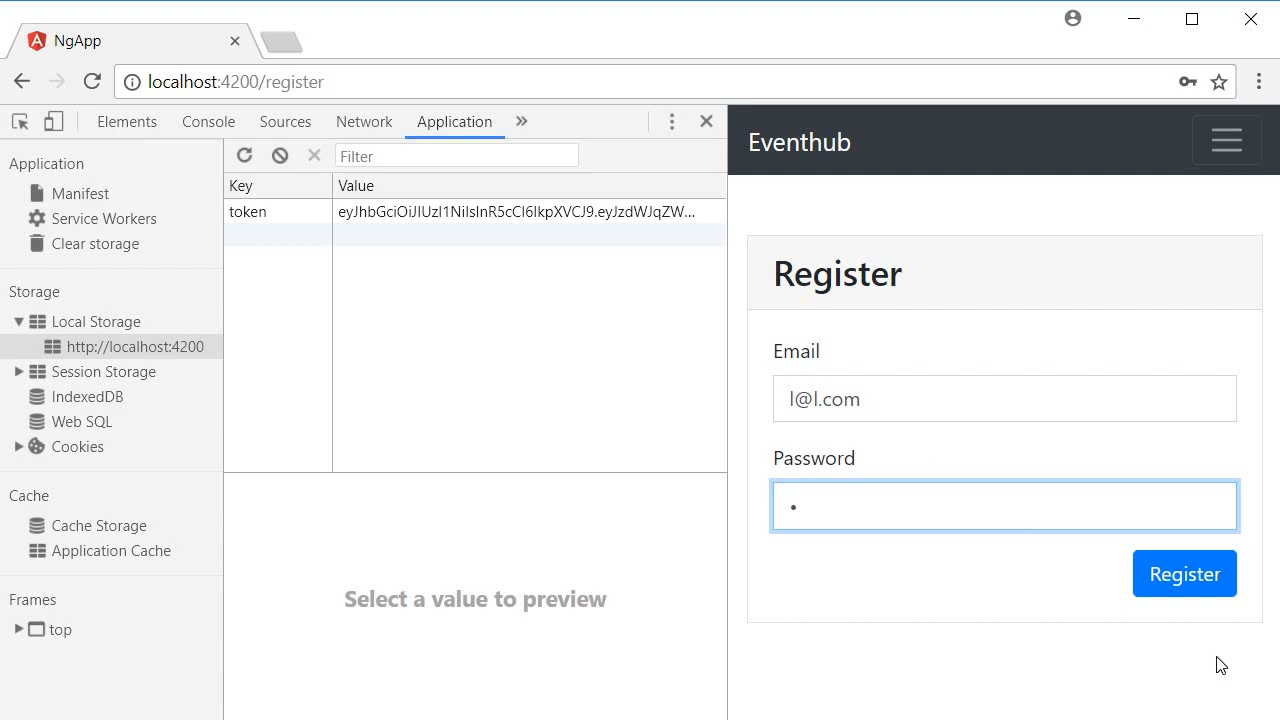 NgApp
localhost:4200/register
Elements Console Sources Network Application
Filter
Application
Manifest
Service Workers
Clear storage
Storage
Local Storage
http://localhost:4200
Session Storage
IndexedDB
Web SQL
Cookies
Cache
Cache Storage
Application Cache
Frames
top
Key Value
token eyJhbGciOiJIUzI1NiIsInR5cCI6IkpXVCJ9.eyJzdWJqZW...
Select a value to preview
Eventhub
Register
Email
l@l.com
Password
Register